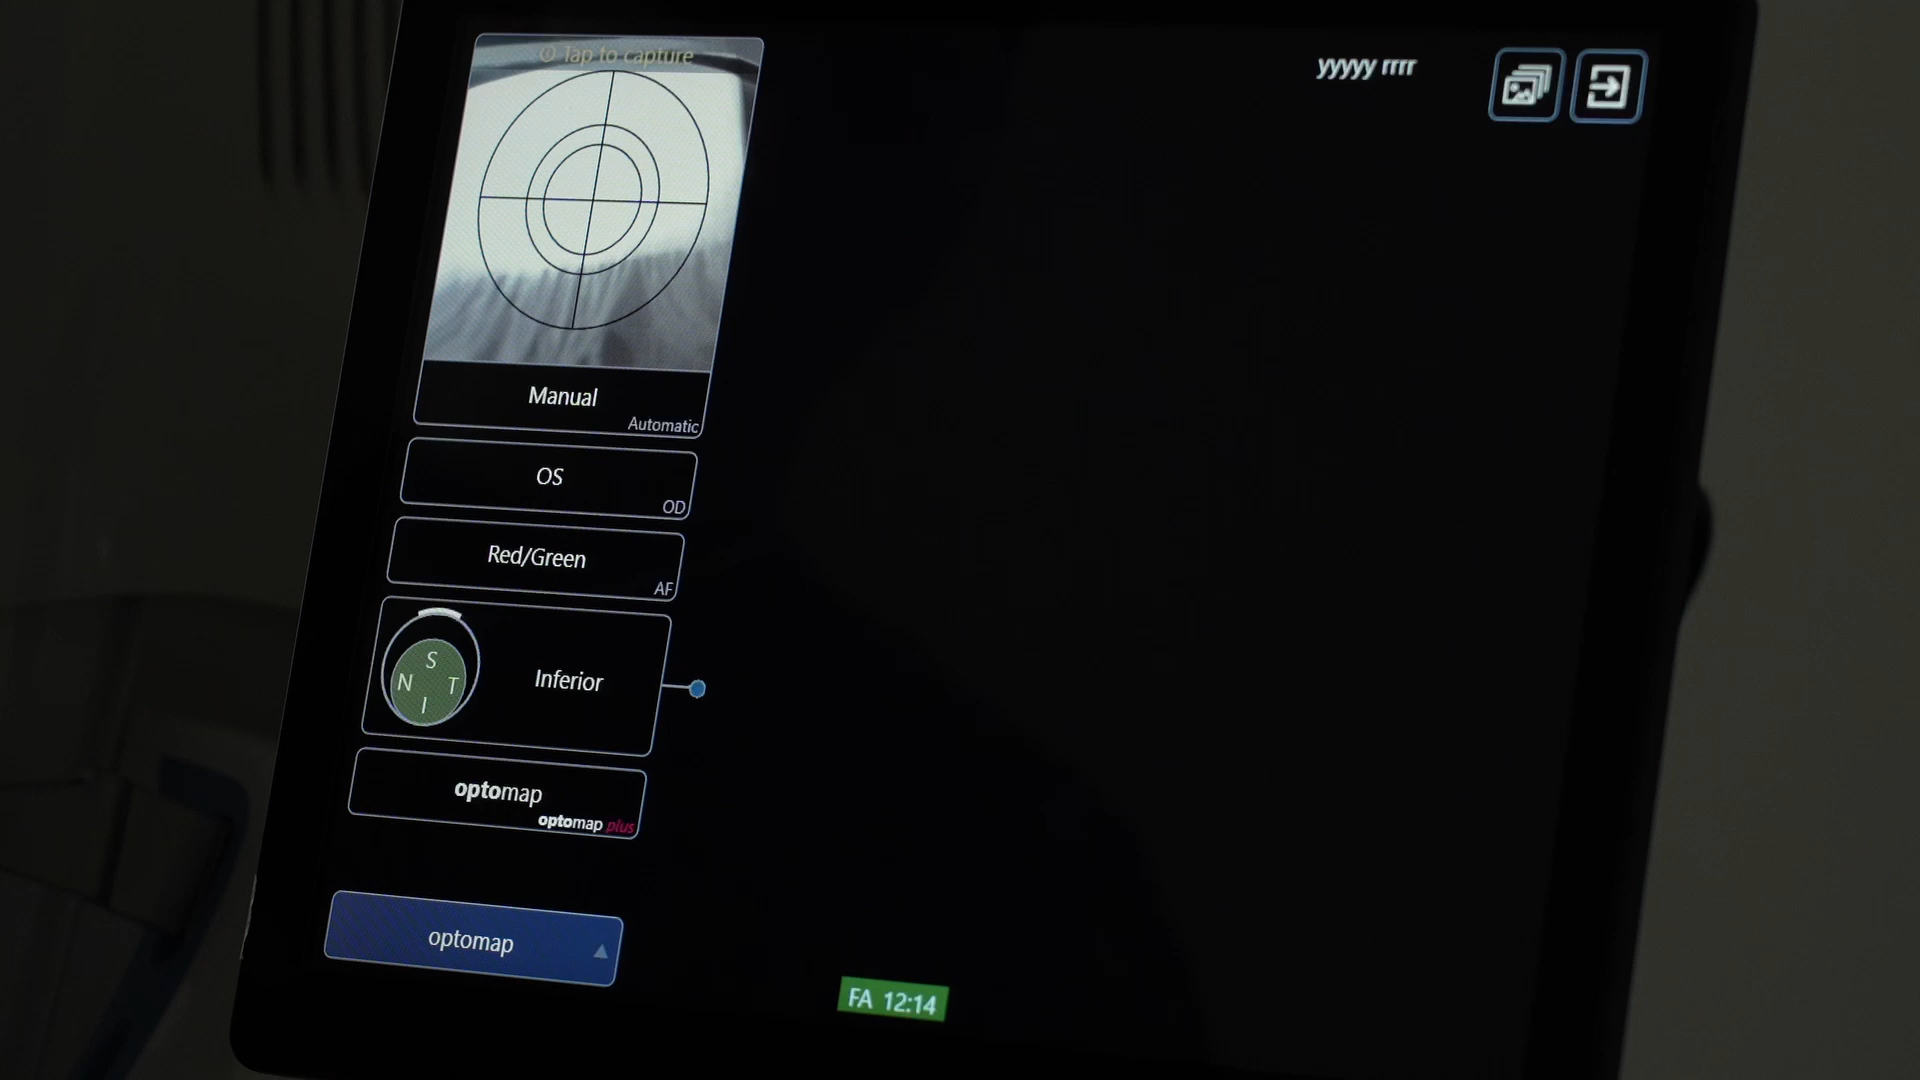 Tap to capture
yyyyy rrrr
Manual
Automatic
OS
OD
Red/Green
AF
S
N T
I
Inferior
optomap
optomap plus
optomap
FA 12:14